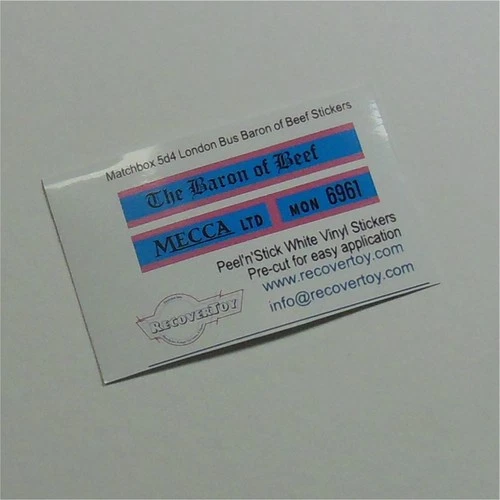 Matchbox 5d4 London Bus Baron of Beef Stickers
The Baron of Beef
MECCA LTD MON 6961
Peel'n'Stick White Vinyl Stickers
Pre-cut for easy application
www.recovertoy.com
info@recovertoy.com
RECOVERTOY